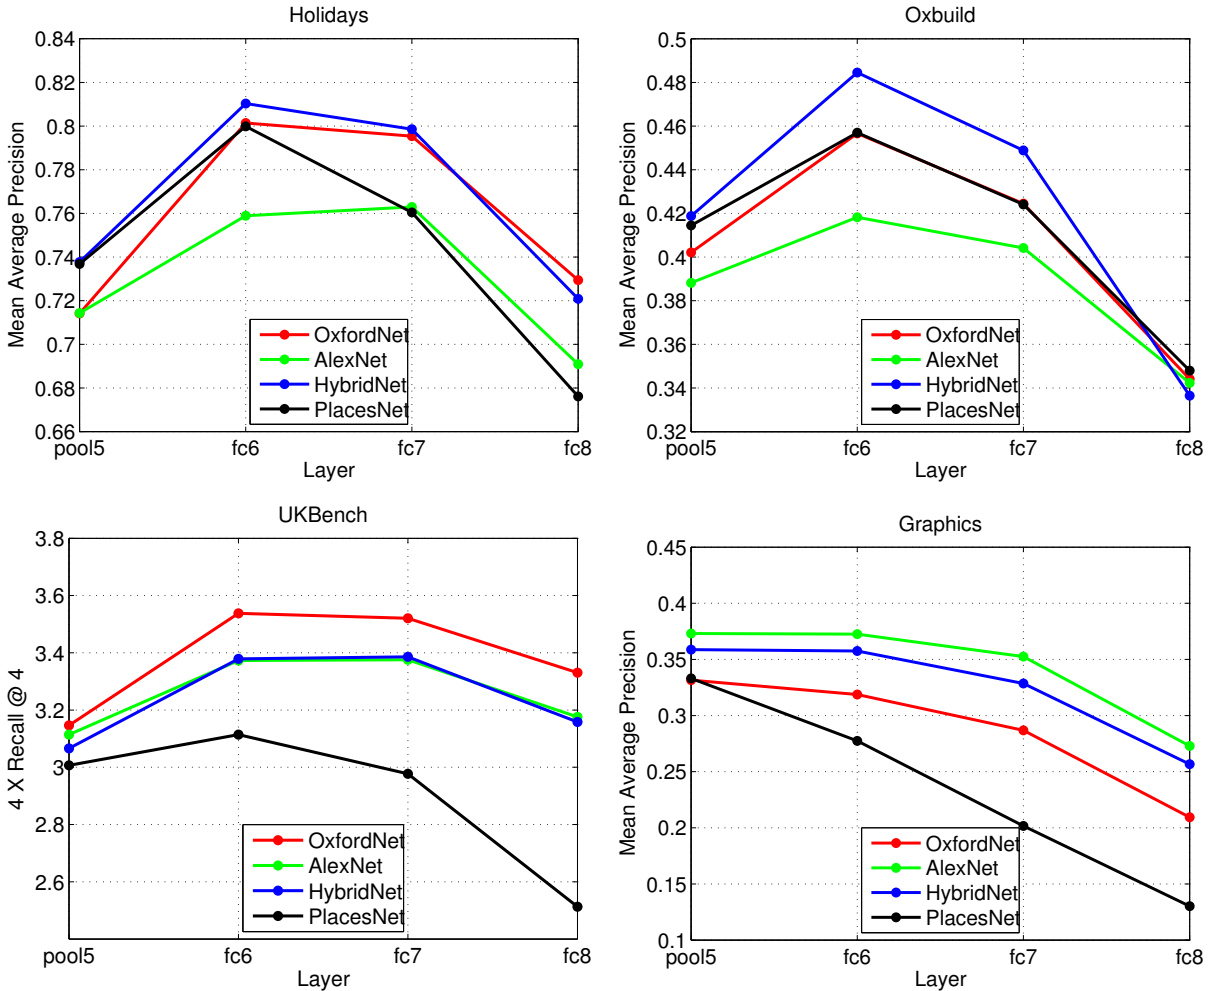 Holidays
0.84
0.82
0.8
0.78
0.76
0.74
0.72
0.7
0.68
0.66
Mean Average Precision
pool5 fc6 fc7 fc8
Layer
OxfordNet
AlexNet
HybridNet
PlacesNet
Oxbuild
0.5
0.48
0.46
0.44
0.42
0.4
0.38
0.36
0.34
0.32
Mean Average Precision
pool5 fc6 fc7 fc8
Layer
OxfordNet
AlexNet
HybridNet
PlacesNet
UKBench
3.8
3.6
3.4
3.2
3
2.8
2.6
4 X Recall @ 4
pool5 fc6 fc7 fc8
Layer
OxfordNet
AlexNet
HybridNet
PlacesNet
Graphics
0.45
0.4
0.35
0.3
0.25
0.2
0.15
0.1
Mean Average Precision
pool5 fc6 fc7 fc8
Layer
OxfordNet
AlexNet
HybridNet
PlacesNet